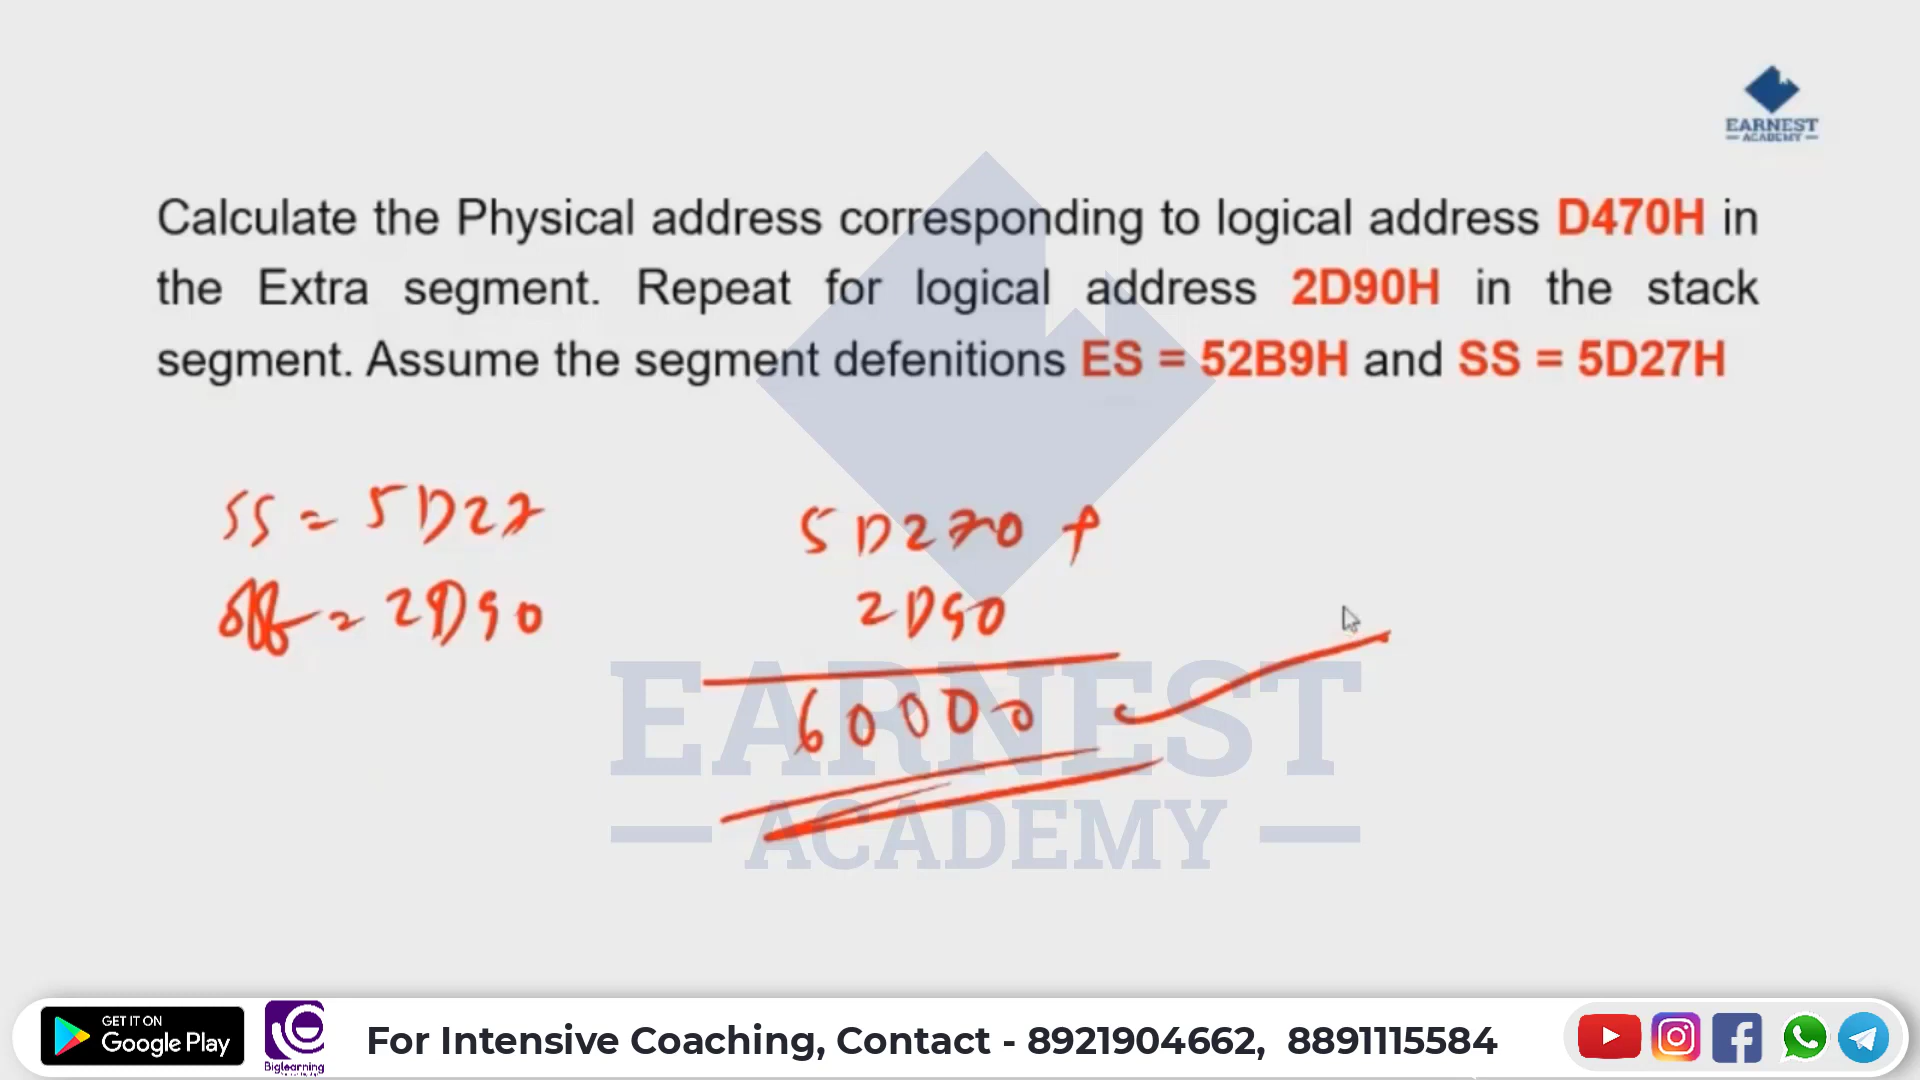 EARNEST
ACADEMY
Calculate the Physical address corresponding to logical address D470H in
the Extra segment. Repeat for logical address 2D90H in the stack
segment. Assume the segment defenitions ES = 52B9H and SS = 5D27H
SS = 5D27
Off = 2D90
5D270 +
2D90
60000
EARNEST
ACADEMY
GET IT ON
Google Play
Biglearning
For Intensive Coaching, Contact - 8921904662, 8891115584